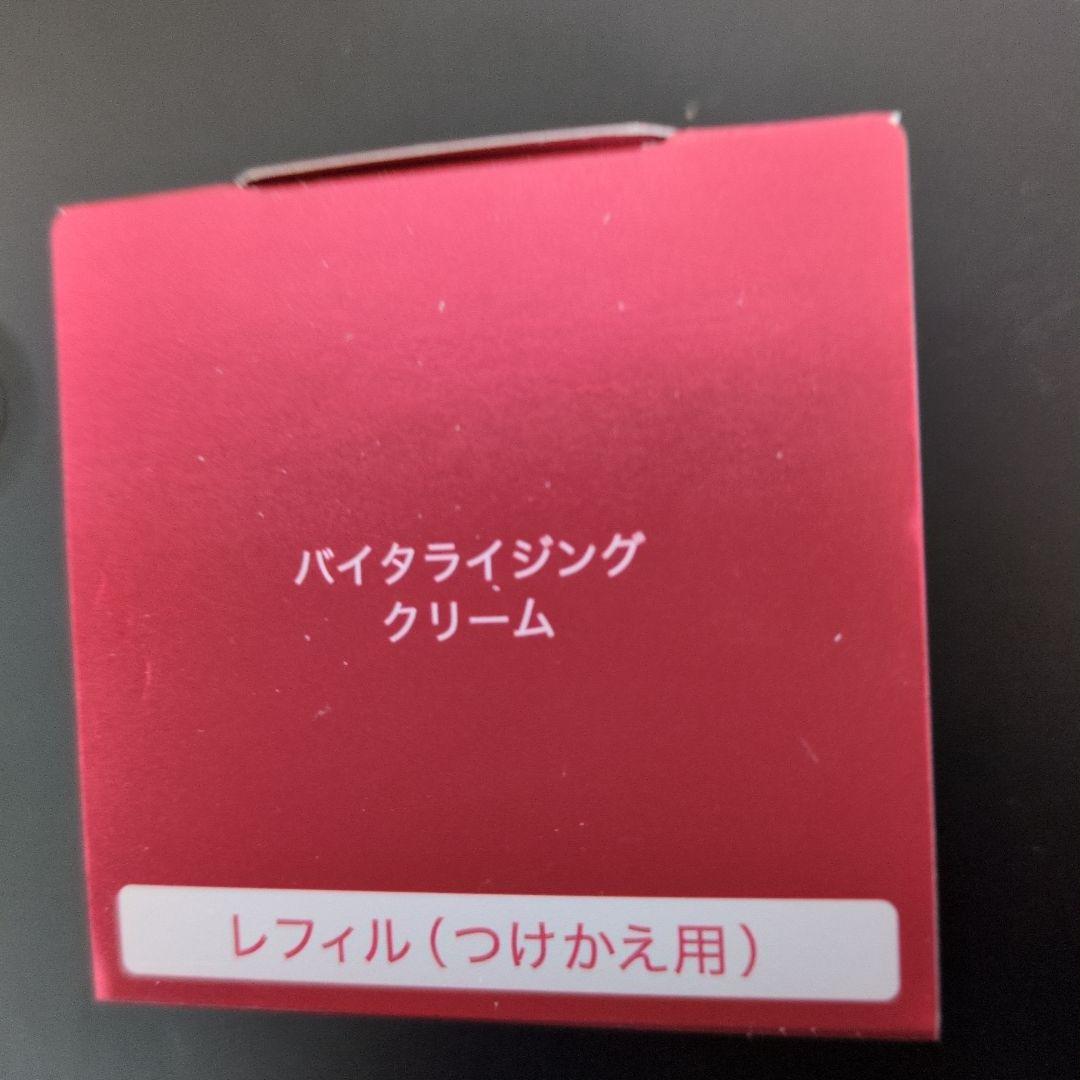 バイタライジング
クリーム
レフィル(つけかえ用)